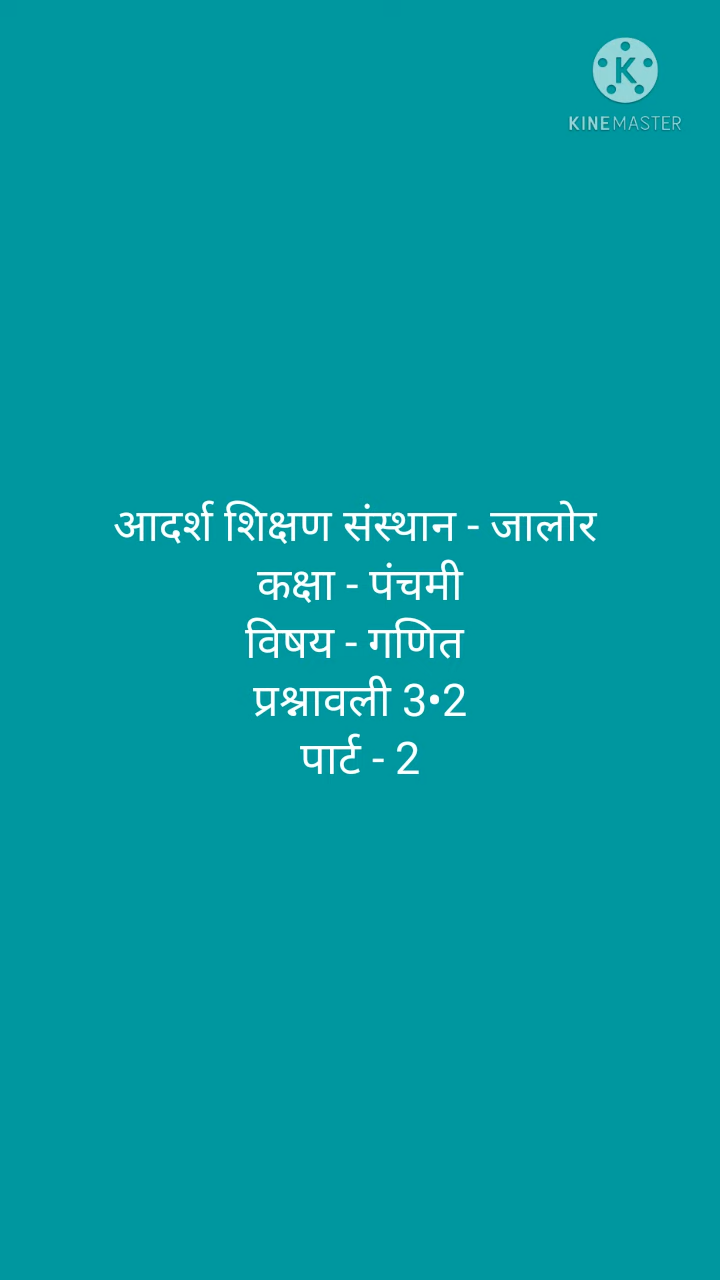 KINEMASTER
आदर्श शिक्षण संस्थान - जालोर
कक्षा - पंचमी
विषय - गणित
प्रश्नावली 3•2
पार्ट - 2